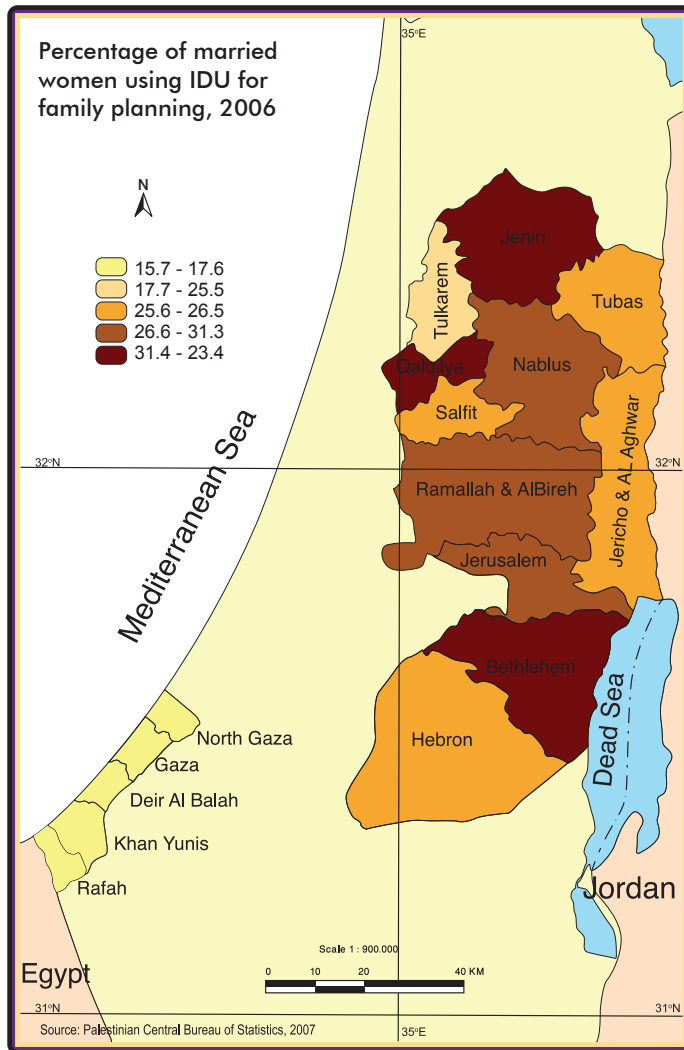 Percentage of married
women using IDU for
family planning, 2006
35°E
N
15.7 - 17.6
17.7 - 25.5
25.6 - 26.5
26.6 - 31.3
31.4 - 23.4
Jenin
Tulkarem
Tubas
Qalqilya
Nablus
Salfit
Mediterranean Sea
32°N
32°N
Ramallah & AlBireh
Jericho & AL Aghwar
Jerusalem
Bethlehem
Hebron
Dead Sea
North Gaza
Gaza
Deir Al Balah
Khan Yunis
Rafah
Jordan
Egypt
Scale 1 : 900.000
0 10 20 40 KM
31°N
31°N
Source: Palestinian Central Bureau of Statistics, 2007
35°E